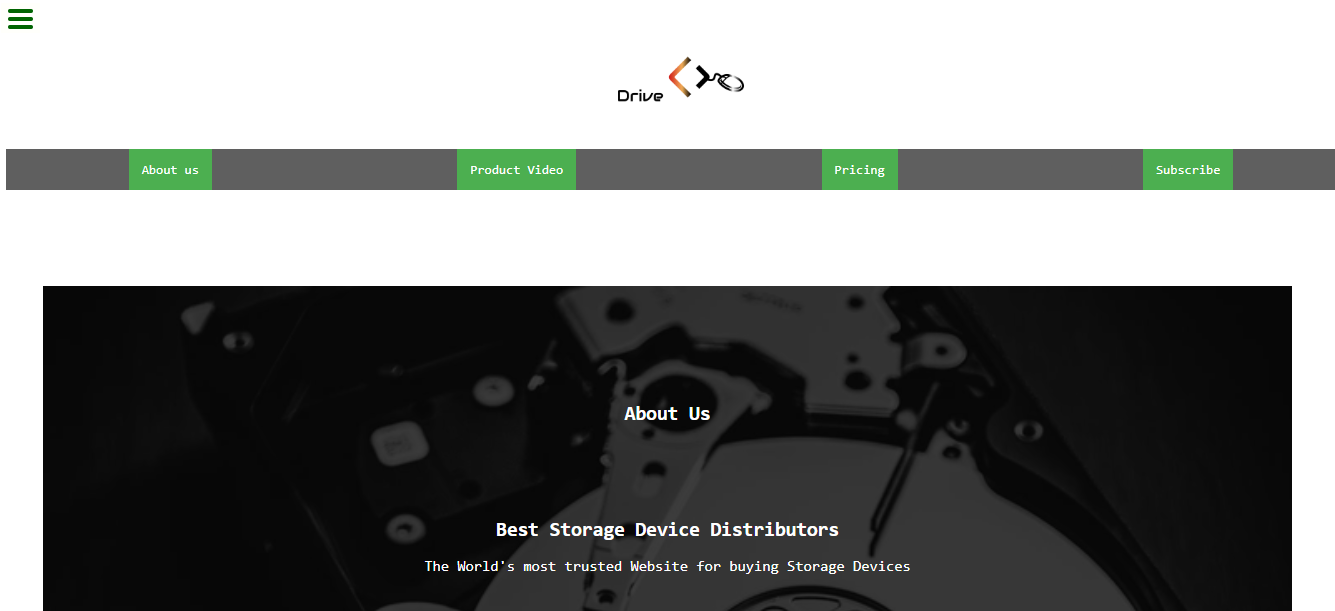 Drive
About us
Product Video
Pricing
Subscribe
About Us
Best Storage Device Distributors
The World's most trusted Website for buying Storage Devices